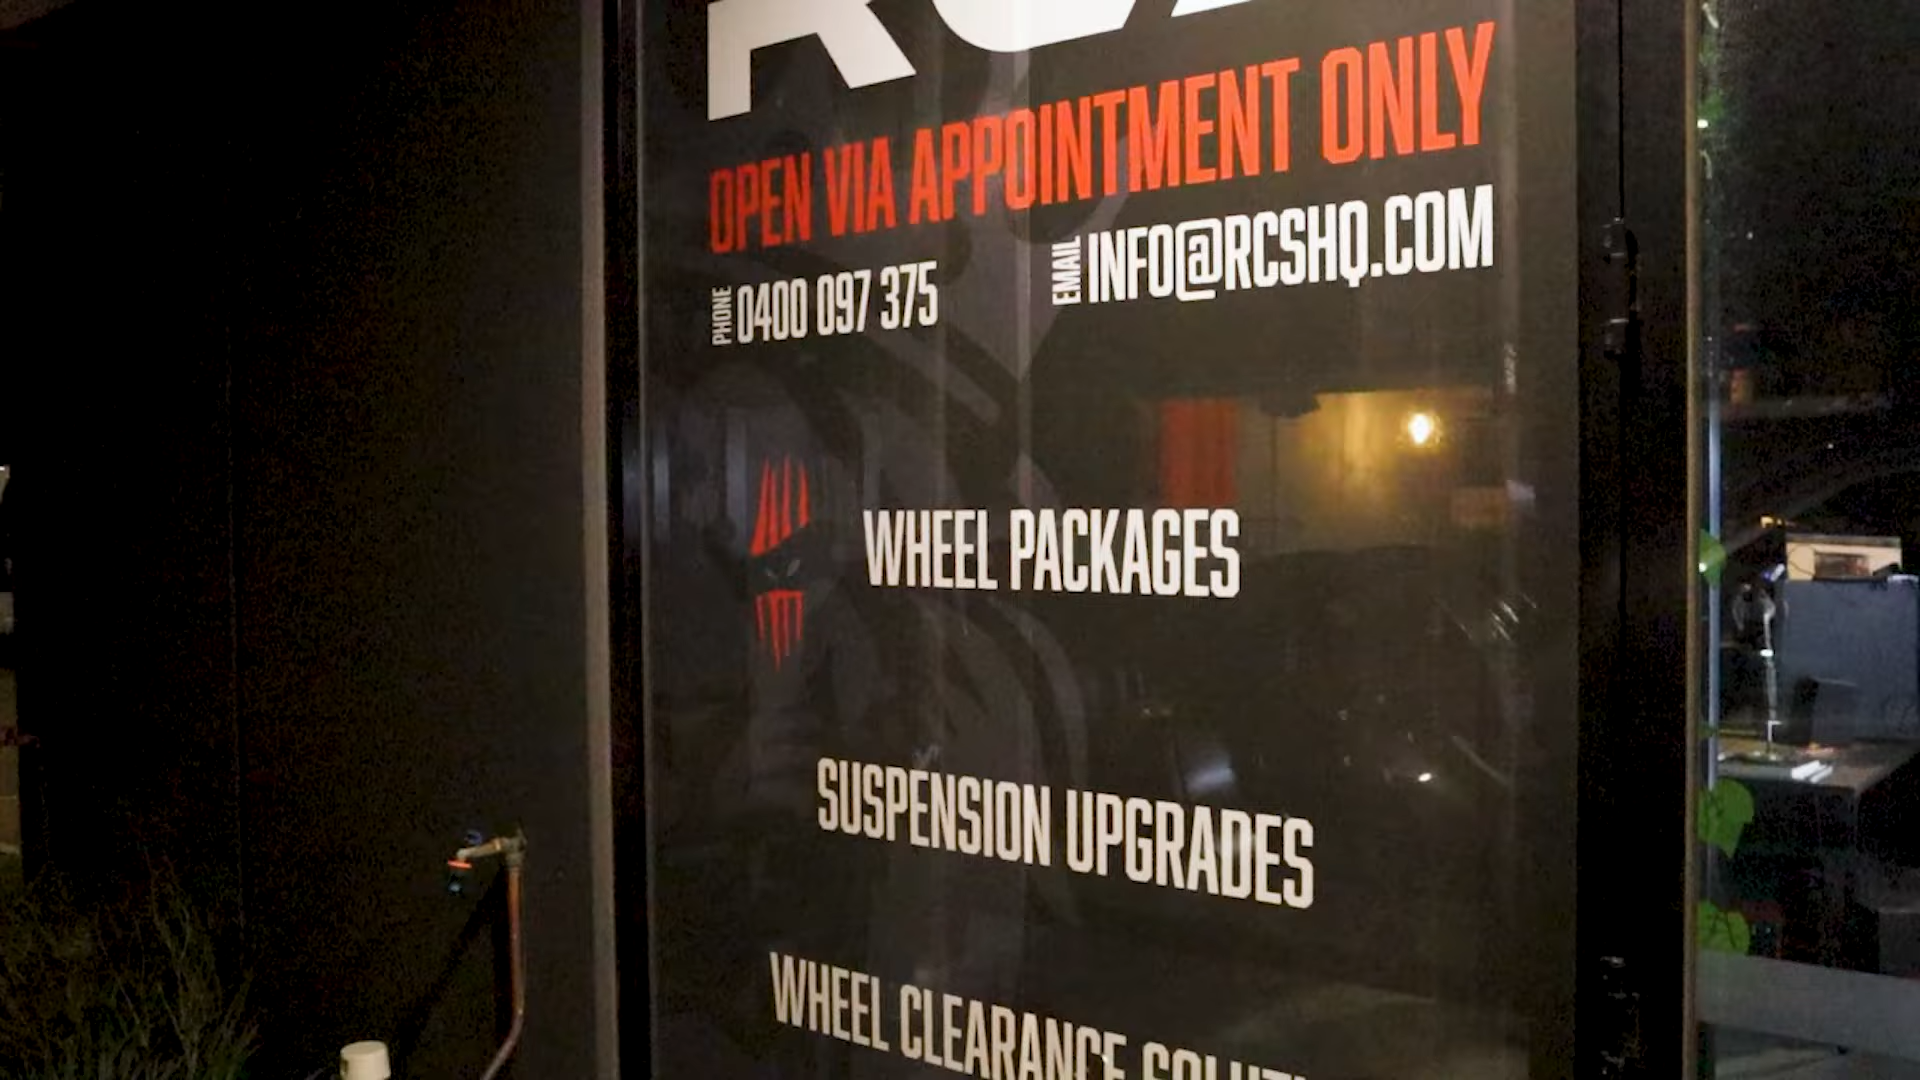 OPEN VIA APPOINTMENT ONLY
PHONE 0400 097 375
EMAIL INFO@RCSHQ.COM
WHEEL PACKAGES
SUSPENSION UPGRADES
WHEEL CLEARANCE